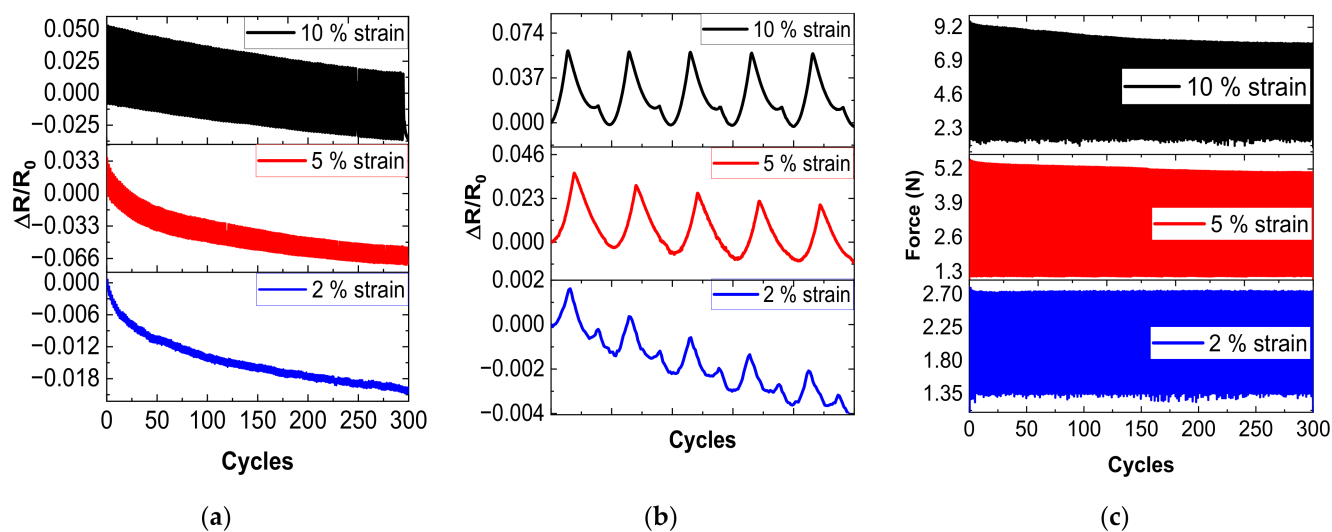 0.050
0.025
0.000
−0.025
10 % strain
0.033
0.000
−0.033
−0.066
5 % strain
0.000
−0.006
−0.012
−0.018
2 % strain
ΔR/R0
0 50 100 150 200 250 300
Cycles
(a)
0.074
0.037
0.000
10 % strain
0.046
0.023
0.000
5 % strain
0.002
0.000
−0.002
−0.004
2 % strain
ΔR/R0
Cycles
(b)
9.2
6.9
4.6
2.3
10 % strain
5.2
3.9
2.6
1.3
5 % strain
2.70
2.25
1.80
1.35
2 % strain
Force (N)
0 50 100 150 200 250 300
Cycles
(c)